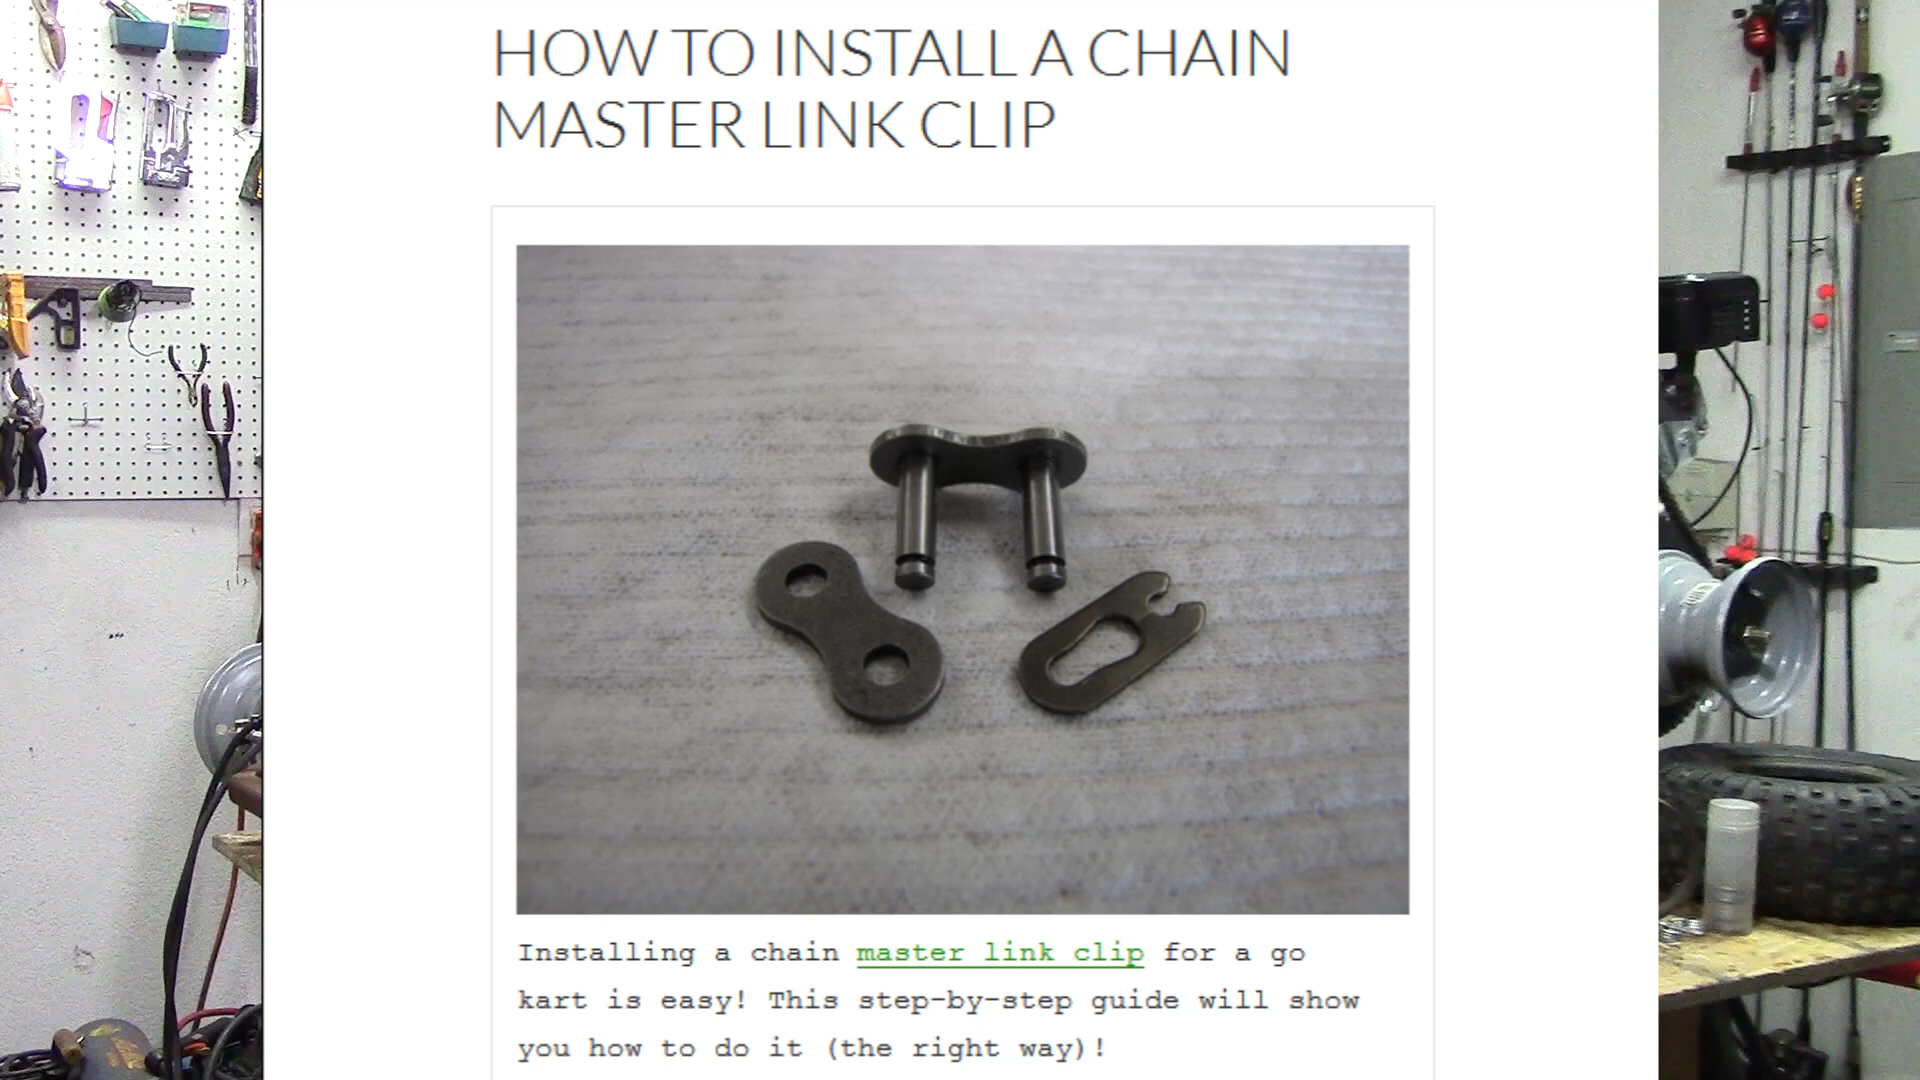 HOW TO INSTALL A CHAIN
MASTER LINK CLIP
Installing a chain master link clip for a go
kart is easy! This step-by-step guide will show
you how to do it (the right way)!